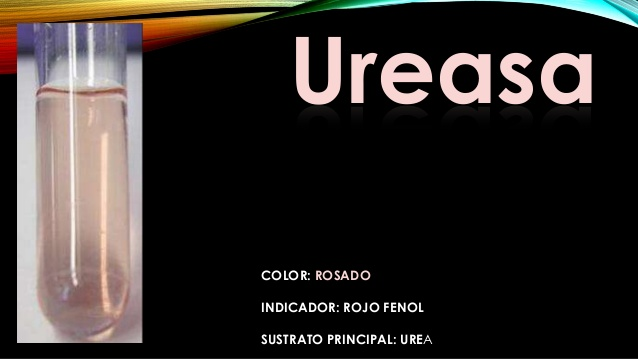 Ureasa
COLOR: ROSADO
INDICADOR: ROJO FENOL
SUSTRATO PRINCIPAL: UREA